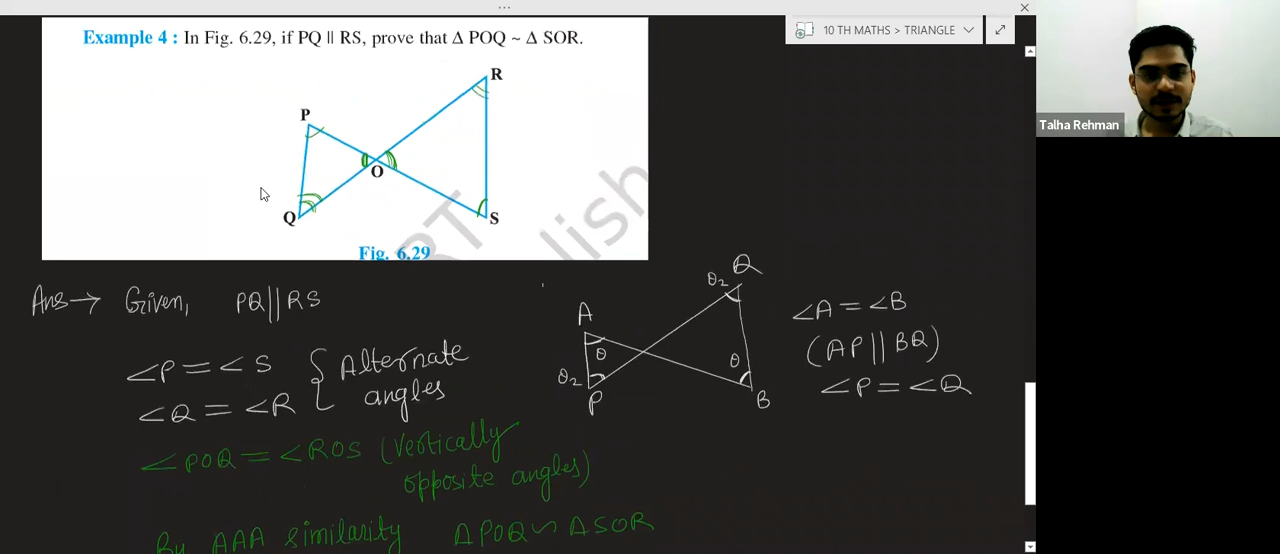 10 TH MATHS > TRIANGLE
Example 4 : In Fig. 6.29, if PQ || RS, prove that Δ POQ ~ Δ SOR.
R
P
O
Q
S
Fig. 6.29
Talha Rehman
Ans → Given, PQ || RS
∠P = ∠S { Alternate
∠Q = ∠R angles
∠POQ = ∠ROS (Vertically
opposite angles)
By AAA similarity ΔPOQ ~ ΔSOR
A
θ
θ2
P
θ2
Q
θ
B
∠A = ∠B
(AP || BQ)
∠P = ∠Q
RT
lish